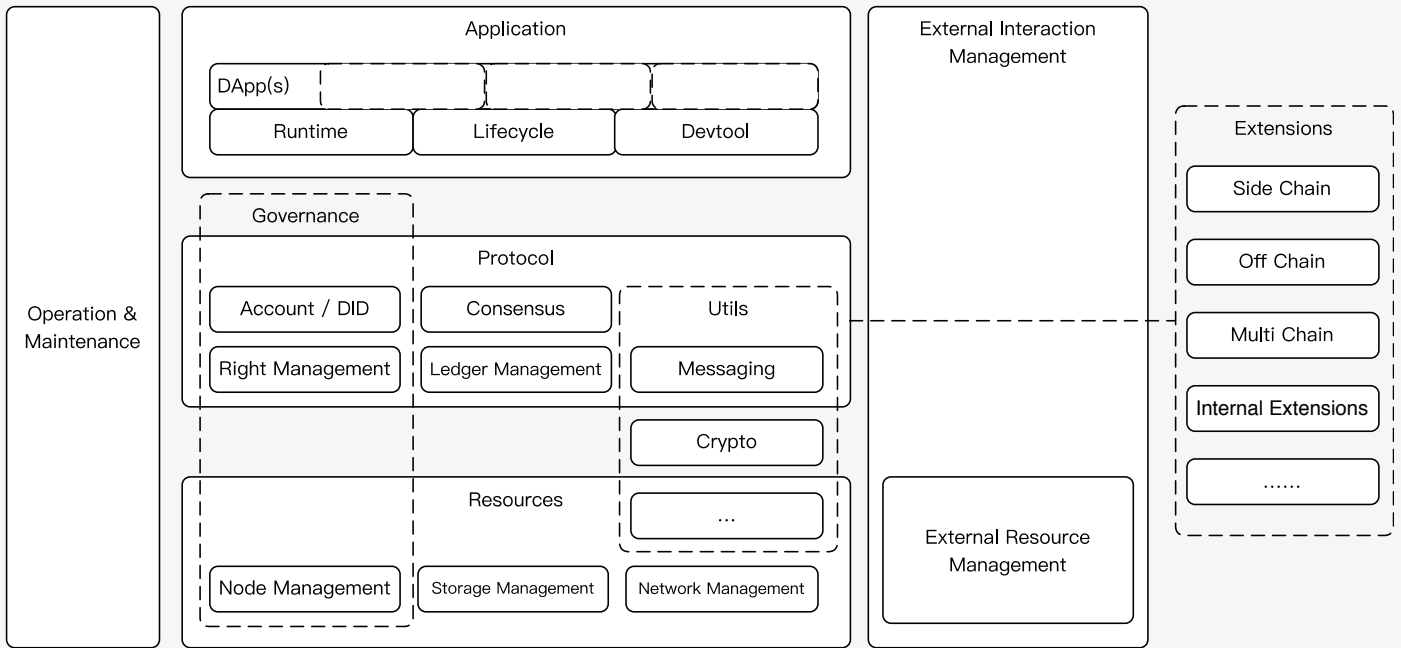 Operation &
Maintenance
Application
DApp(s)
Runtime
Lifecycle
Devtool
Governance
Protocol
Account / DID
Consensus
Utils
Right Management
Ledger Management
Messaging
Crypto
Resources
...
Node Management
Storage Management
Network Management
External Interaction
Management
External Resource
Management
Extensions
Side Chain
Off Chain
Multi Chain
Internal Extensions
......